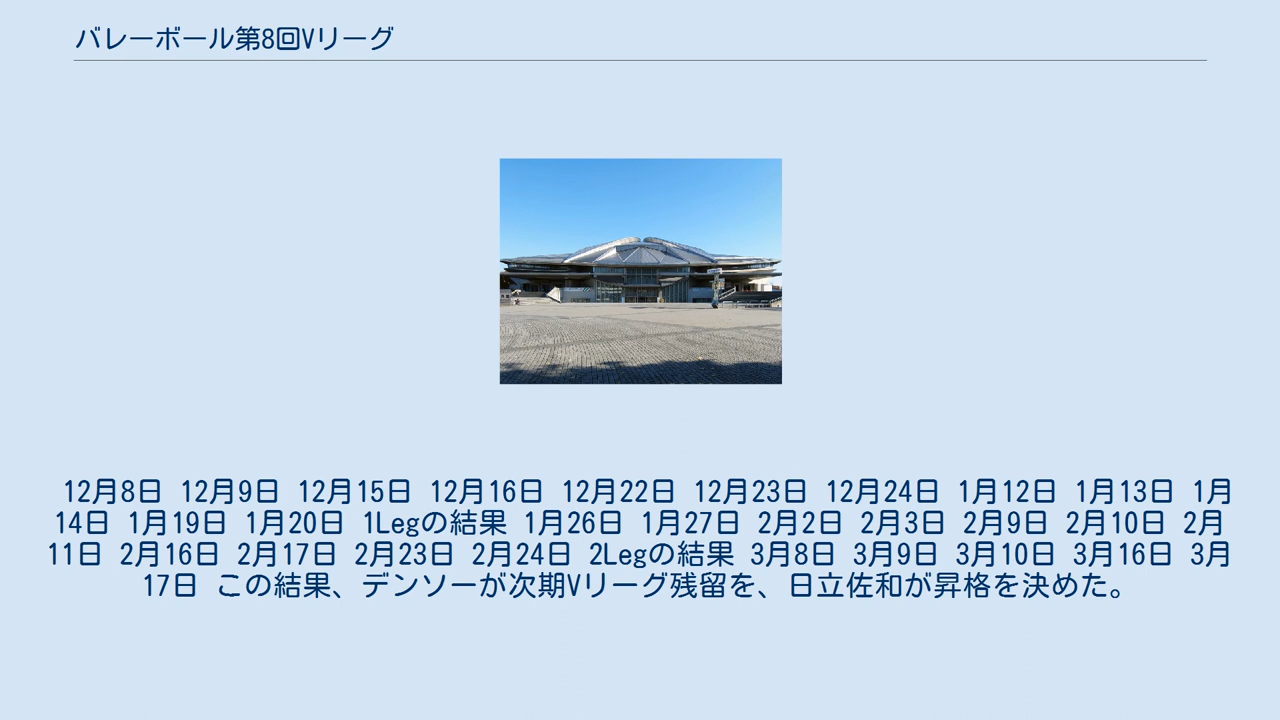 バレーボール第8回Vリーグ
12月8日 12月9日 12月15日 12月16日 12月22日 12月23日 12月24日 1月12日 1月13日 1月
14日 1月19日 1月20日 1Legの結果 1月26日 1月27日 2月2日 2月3日 2月9日 2月10日 2月
11日 2月16日 2月17日 2月23日 2月24日 2Legの結果 3月8日 3月9日 3月10日 3月16日 3月
17日 この結果、デンソーが次期Vリーグ残留を、日立佐和が昇格を決めた。